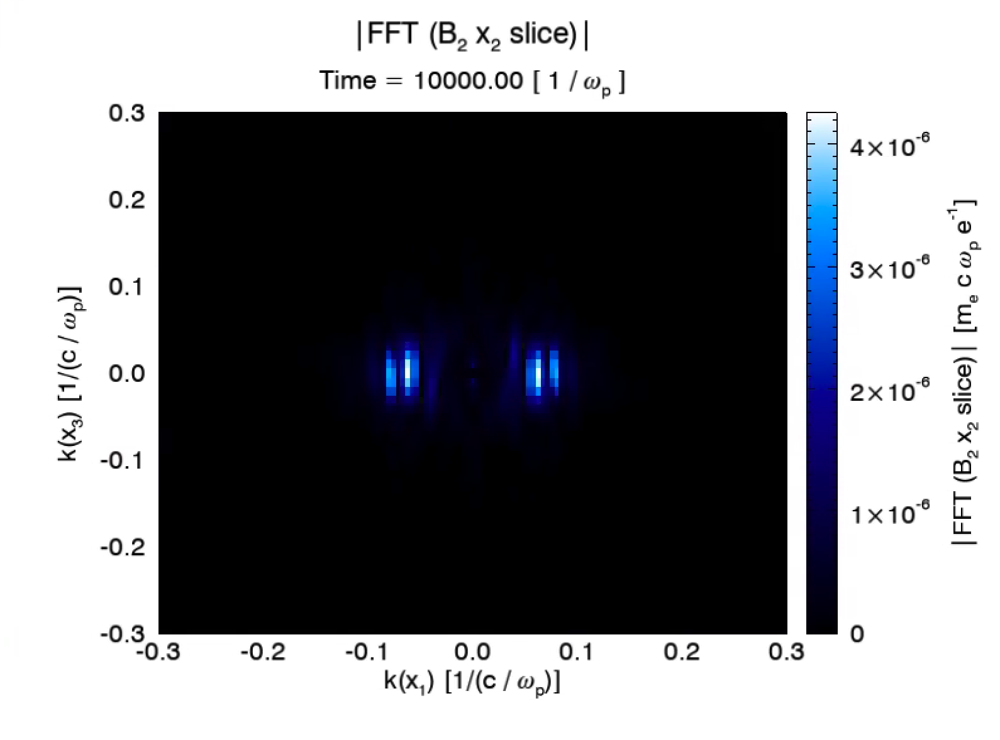 |FFT (B₂ x₂ slice)|
Time = 10000.00 [ 1 / ωₚ ]
0.3
0.2
0.1
0.0
-0.1
-0.2
-0.3
k(x₃) [1/(c / ωₚ)]
-0.3 -0.2 -0.1 0.0 0.1 0.2 0.3
k(x₁) [1/(c / ωₚ)]
4×10⁻⁶
3×10⁻⁶
2×10⁻⁶
1×10⁻⁶
0
|FFT (B₂ x₂ slice)| [mₑ c ωₚ e⁻¹]